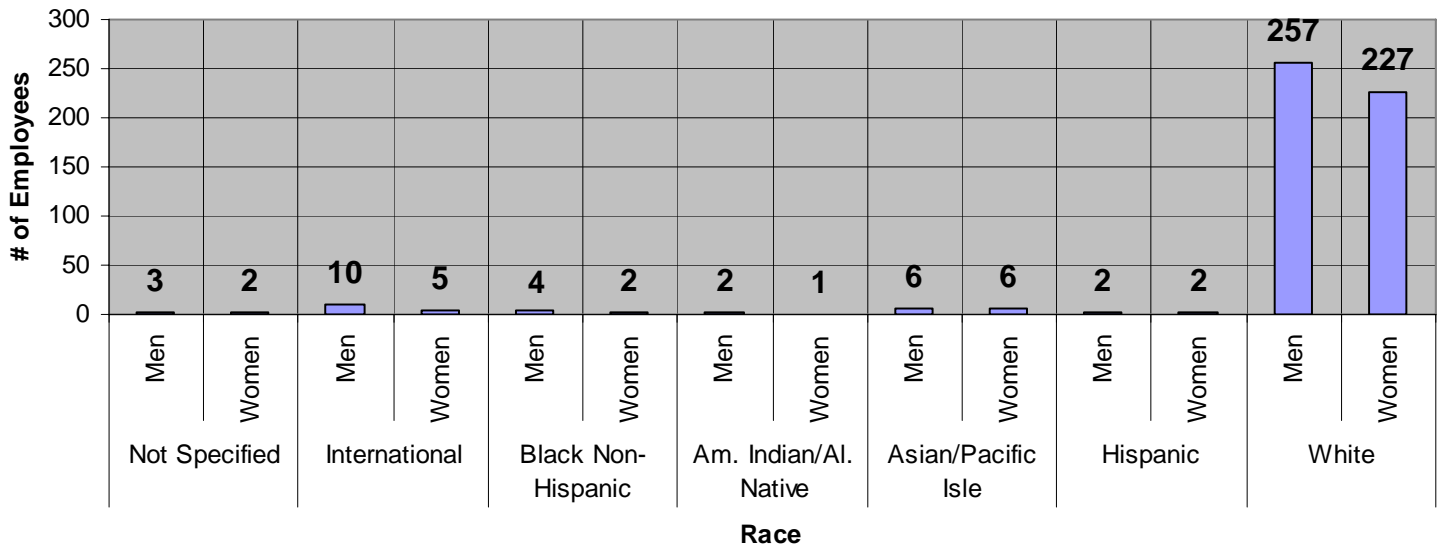 300
250
200
150
100
50
0
# of Employees
3 2 10 5 4 2 2 1 6 6 2 2 257 227
Men Women Men Women Men Women Men Women Men Women Men Women Men Women
Not Specified International Black Non- Am. Indian/Al. Asian/Pacific Hispanic White
Hispanic Native Isle
Race